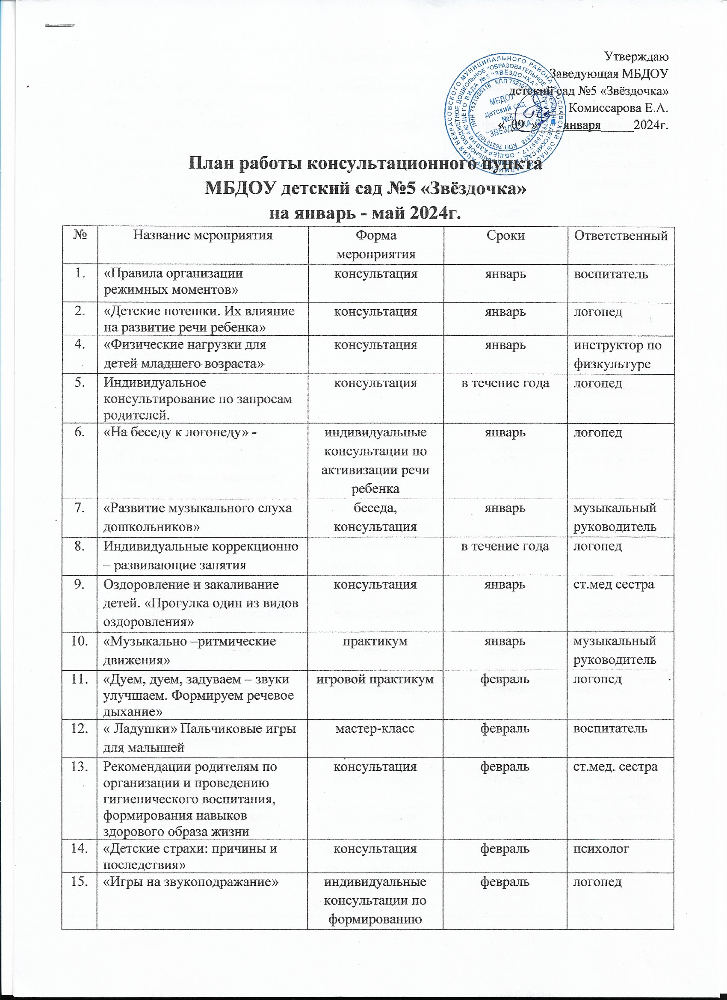 Утверждаю
Заведующая МБДОУ
детский сад №5 «Звёздочка»
Комиссарова Е.А.
«_09_» января_____2024г.
МБДОУ
детский сад
№5
"ЗВЁЗДОЧКА"
План работы консультационного пункта
МБДОУ детский сад №5 «Звёздочка»
на январь - май 2024г.
№ Название мероприятия Форма мероприятия Сроки Ответственный
1. «Правила организации режимных моментов» консультация январь воспитатель
2. «Детские потешки. Их влияние на развитие речи ребенка» консультация январь логопед
4. «Физические нагрузки для детей младшего возраста» консультация январь инструктор по физкультуре
5. Индивидуальное консультирование по запросам родителей. консультация в течение года логопед
6. «На беседу к логопеду» - индивидуальные консультации по активизации речи ребенка январь логопед
7. «Развитие музыкального слуха дошкольников» беседа, консультация январь музыкальный руководитель
8. Индивидуальные коррекционно – развивающие занятия в течение года логопед
9. Оздоровление и закаливание детей. «Прогулка один из видов оздоровления» консультация январь ст.мед сестра
10. «Музыкально –ритмические движения» практикум январь музыкальный руководитель
11. «Дуем, дуем, задуваем – звуки улучшаем. Формируем речевое дыхание» игровой практикум февраль логопед
12. « Ладушки» Пальчиковые игры для малышей мастер-класс февраль воспитатель
13. Рекомендации родителям по организации и проведению гигиенического воспитания, формирования навыков здорового образа жизни консультация февраль ст.мед. сестра
14. «Детские страхи: причины и последствия» консультация февраль психолог
15. «Игры на звукоподражание» индивидуальные консультации по формированию февраль логопед